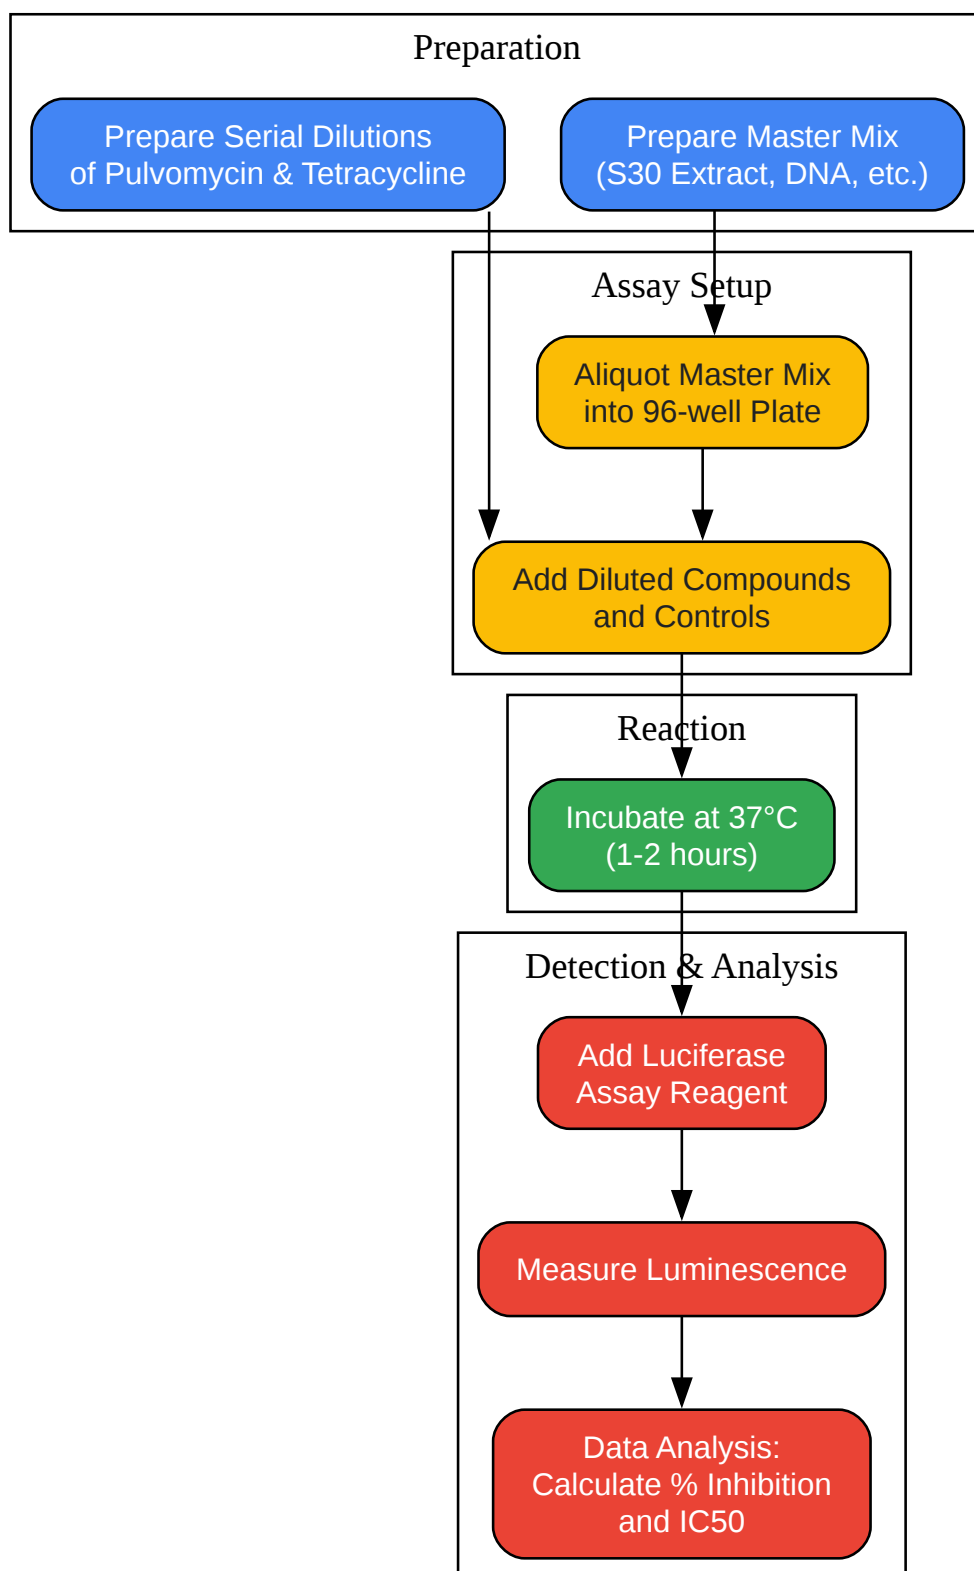 Preparation
Prepare Serial Dilutions
of Pulvomycin & Tetracycline
Prepare Master Mix
(S30 Extract, DNA, etc.)
Assay Setup
Aliquot Master Mix
into 96-well Plate
Add Diluted Compounds
and Controls
Reaction
Incubate at 37°C
(1-2 hours)
Detection & Analysis
Add Luciferase
Assay Reagent
Measure Luminescence
Data Analysis:
Calculate % Inhibition
and IC50